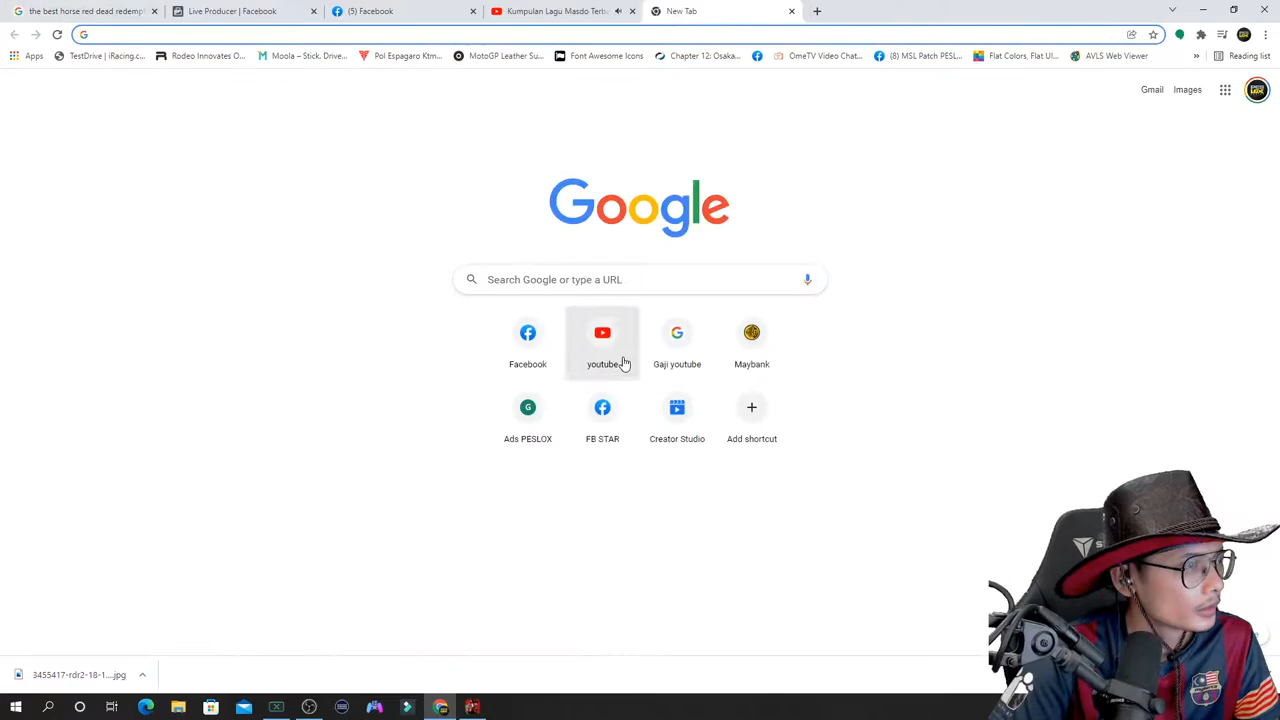 the best horse red dead redemp
Live Producer | Facebook
(5) Facebook
Kumpulan Lagu Masdo Terb
New Tab
Apps
TestDrive | iRacing.c...
Rodeo Innovates O...
Moola – Stick. Drive...
Pol Espagaro Ktm...
MotoGP Leather Su...
Font Awesome Icons
Chapter 12: Osaka...
OmeTV Video Chat...
(8) MSL Patch PESL...
Flat Colors, Flat UI...
AVLS Web Viewer
»
Reading list
Gmail
Images
Google
Search Google or type a URL
Facebook
youtube
Gaji youtube
Maybank
G
Ads PESLOX
FB STAR
Creator Studio
Add shortcut
3455417-rdr2-18-1....jpg